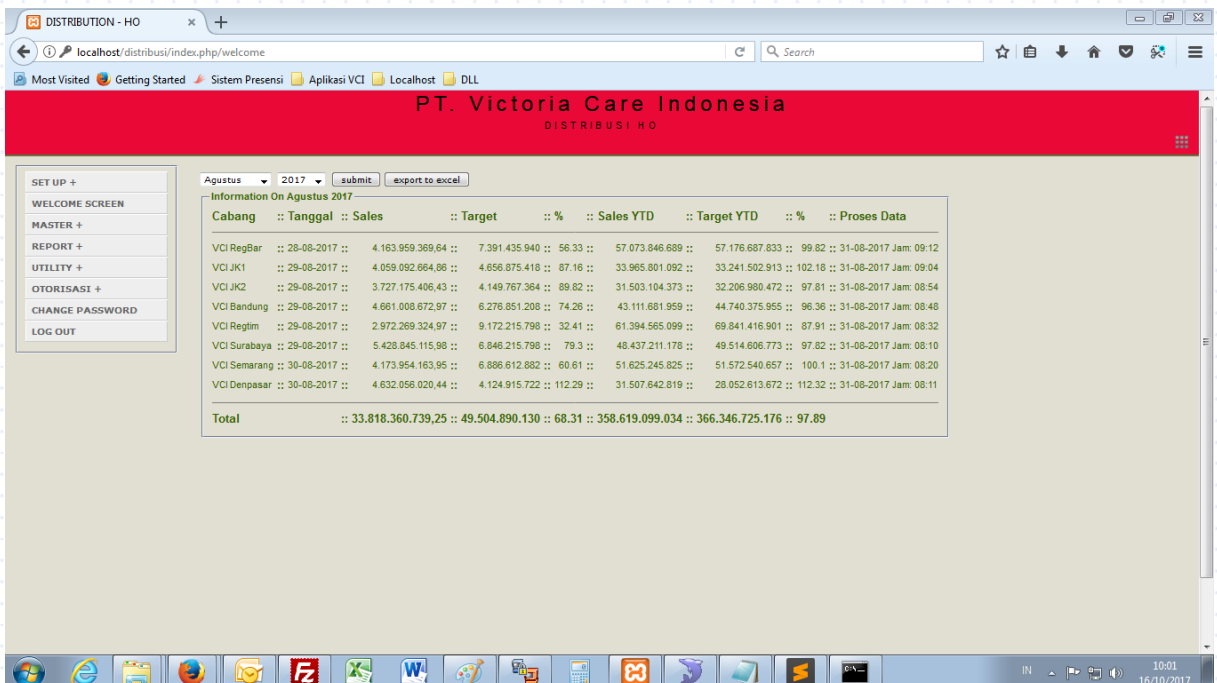 DISTRIBUTION - HO
localhost/distribusi/index.php/welcome
Search
Most Visited Getting Started Sistem Presensi Aplikasi VCI Localhost DLL
PT. Victoria Care Indonesia
DISTRIBUSI HO
SET UP +
WELCOME SCREEN
MASTER +
REPORT +
UTILITY +
OTORISASI +
CHANGE PASSWORD
LOG OUT
Agustus 2017 submit export to excel
Information On Agustus 2017
Cabang :: Tanggal :: Sales :: Target :: % :: Sales YTD :: Target YTD :: % :: Proses Data
VCI RegBar :: 28-08-2017 :: 4.163.959.369,64 :: 7.391.435.940 :: 56.33 :: 57.073.846.689 :: 57.176.687.833 :: 99.82 :: 31-08-2017 Jam: 09:12
VCI JK1 :: 29-08-2017 :: 4.059.092.664,86 :: 4.656.875.418 :: 87.16 :: 33.965.801.092 :: 33.241.502.913 :: 102.18 :: 31-08-2017 Jam: 09:04
VCI JK2 :: 29-08-2017 :: 3.727.175.406,43 :: 4.149.767.364 :: 89.82 :: 31.503.104.373 :: 32.206.980.472 :: 97.81 :: 31-08-2017 Jam: 08:54
VCI Bandung :: 29-08-2017 :: 4.661.008.672,97 :: 6.276.851.208 :: 74.26 :: 43.111.681.959 :: 44.740.375.955 :: 96.36 :: 31-08-2017 Jam: 08:48
VCI Regtim :: 29-08-2017 :: 2.972.269.324,97 :: 9.172.215.798 :: 32.41 :: 61.394.565.099 :: 69.841.416.901 :: 87.91 :: 31-08-2017 Jam: 08:32
VCI Surabaya :: 29-08-2017 :: 5.428.845.115,98 :: 6.846.215.798 :: 79.3 :: 48.437.211.178 :: 49.514.606.773 :: 97.82 :: 31-08-2017 Jam: 08:10
VCI Semarang :: 30-08-2017 :: 4.173.954.163,95 :: 6.886.612.882 :: 60.61 :: 51.625.245.825 :: 51.572.540.657 :: 100.1 :: 31-08-2017 Jam: 08:20
VCI Denpasar :: 30-08-2017 :: 4.632.056.020,44 :: 4.124.915.722 :: 112.29 :: 31.507.642.819 :: 28.052.613.672 :: 112.32 :: 31-08-2017 Jam: 08:11
Total :: 33.818.360.739,25 :: 49.504.890.130 :: 68.31 :: 358.619.099.034 :: 366.346.725.176 :: 97.89
IN 10:01
16/10/2017